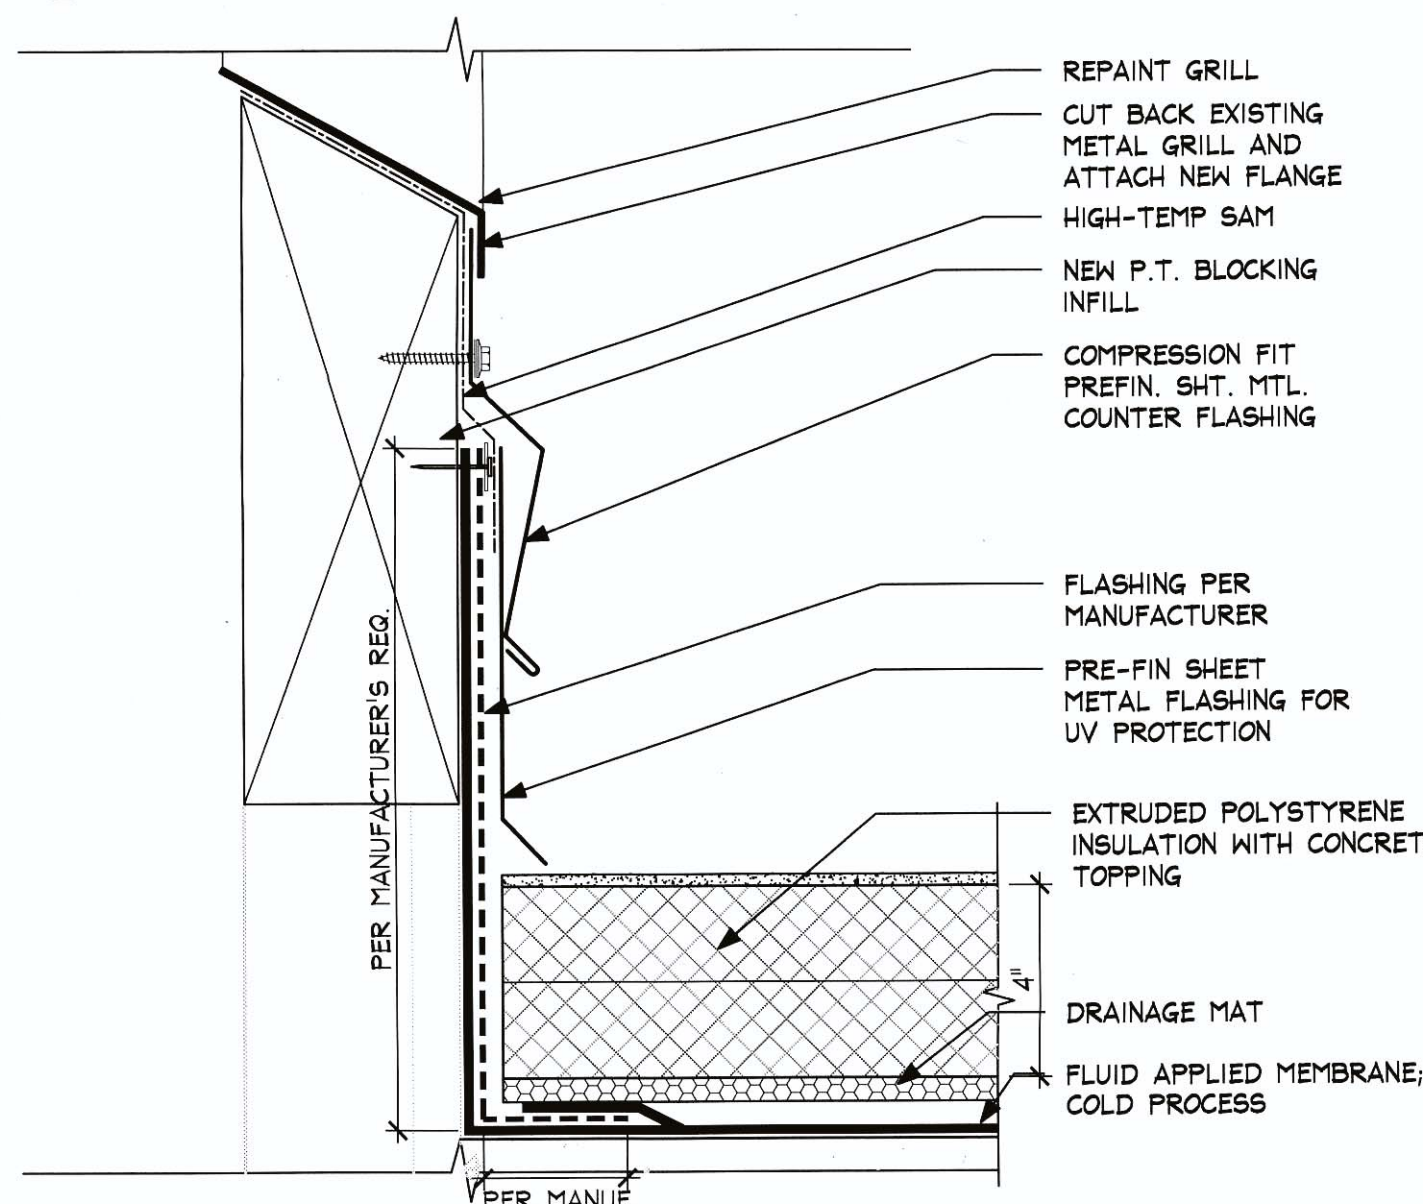 REPAINT GRILL
CUT BACK EXISTING
METAL GRILL AND
ATTACH NEW FLANGE
HIGH-TEMP SAM
NEW P.T. BLOCKING
INFILL
COMPRESSION FIT
PREFIN. SHT. MTL.
COUNTER FLASHING
FLASHING PER
MANUFACTURER
PRE-FIN SHEET
METAL FLASHING FOR
UV PROTECTION
EXTRUDED POLYSTYRENE
INSULATION WITH CONCRET
TOPPING
4"
DRAINAGE MAT
FLUID APPLIED MEMBRANE;
COLD PROCESS
PER MANUFACTURER'S REQ.
PER MANUF